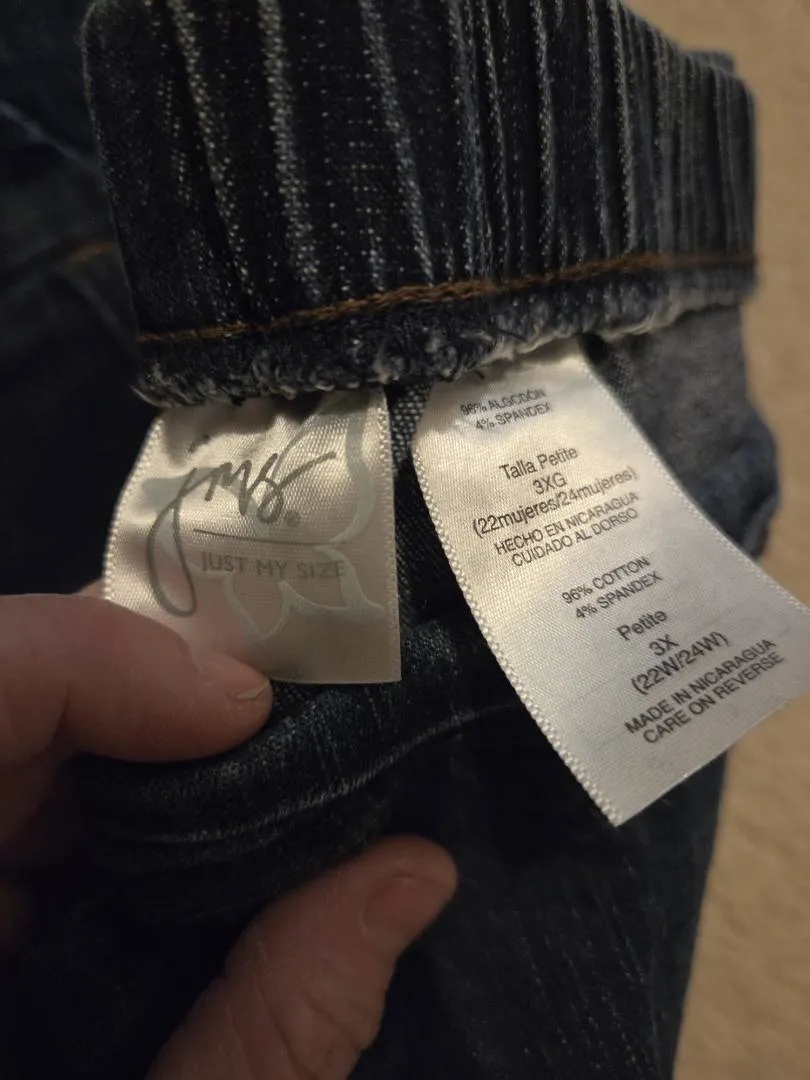 jms®
JUST MY SIZE
96% ALGODÓN
4% SPANDEX
Talla Petite
3XG
(22mujeres/24mujeres)
HECHO EN NICARAGUA
CUIDADO AL DORSO
96% COTTON
4% SPANDEX
Petite
3X
(22W/24W)
MADE IN NICARAGUA
CARE ON REVERSE